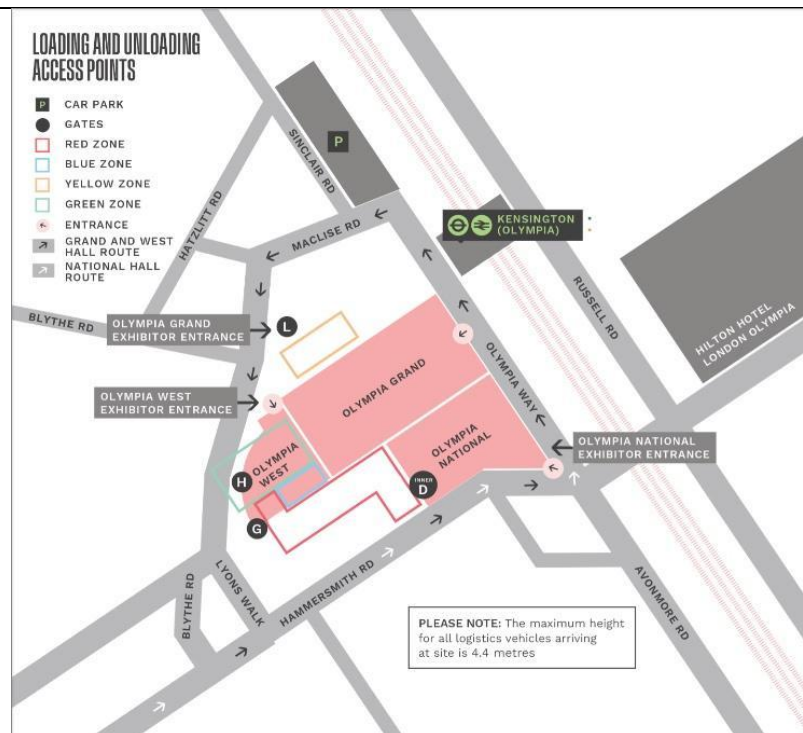 LOADING AND UNLOADING
ACCESS POINTS
P CAR PARK
GATES
RED ZONE
BLUE ZONE
YELLOW ZONE
GREEN ZONE
ENTRANCE
GRAND AND WEST
HALL ROUTE
NATIONAL HALL
ROUTE
SINCLAIR RD
P
HATZLITT RD
MACLISE RD
KENSINGTON
(OLYMPIA)
RUSSELL RD
HILTON HOTEL
LONDON OLYMPIA
BLYTHE RD
OLYMPIA GRAND
EXHIBITOR ENTRANCE
L
OLYMPIA GRAND
OLYMPIA WAY
OLYMPIA WEST
EXHIBITOR ENTRANCE
OLYMPIA
NATIONAL
OLYMPIA NATIONAL
EXHIBITOR ENTRANCE
OLYMPIA
WEST
H
INNER
D
G
BLYTHE RD
LYONS WALK
HAMMERSMITH RD
AVONMORE RD
PLEASE NOTE: The maximum height
for all logistics vehicles arriving
at site is 4.4 metres